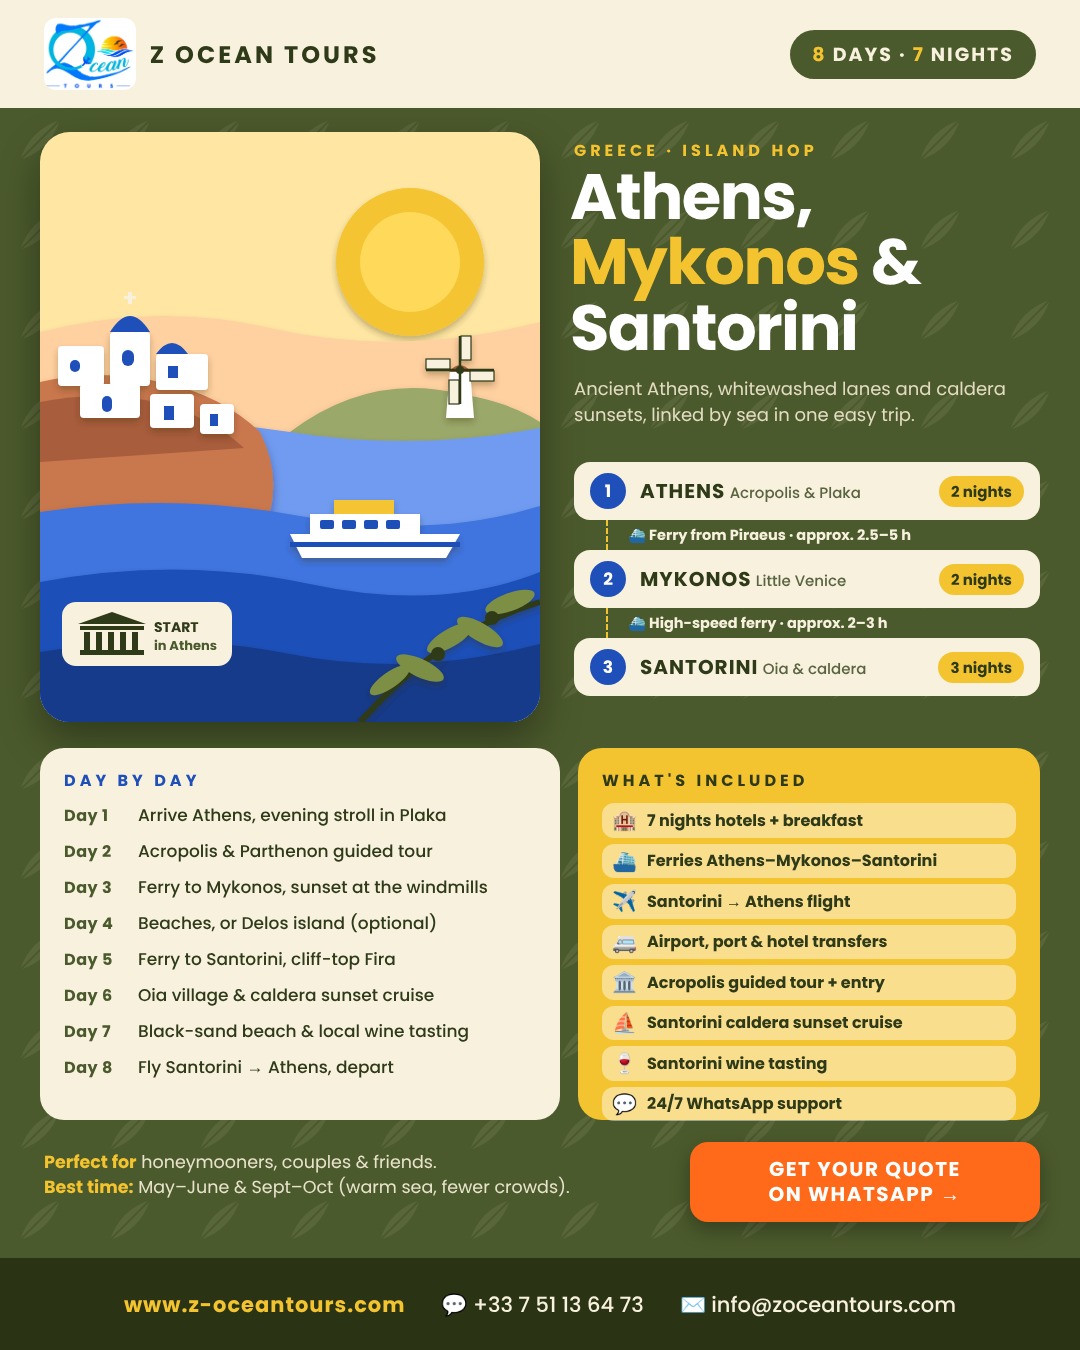 Z Ocean
TOURS
Z OCEAN TOURS
8 DAYS · 7 NIGHTS
GREECE · ISLAND HOP
Athens,
Mykonos &
Santorini
Ancient Athens, whitewashed lanes and caldera
sunsets, linked by sea in one easy trip.
1 ATHENS Acropolis & Plaka 2 nights
⛴️ Ferry from Piraeus · approx. 2.5–5 h
2 MYKONOS Little Venice 2 nights
⛴️ High-speed ferry · approx. 2–3 h
3 SANTORINI Oia & caldera 3 nights
START
in Athens
DAY BY DAY
Day 1 Arrive Athens, evening stroll in Plaka
Day 2 Acropolis & Parthenon guided tour
Day 3 Ferry to Mykonos, sunset at the windmills
Day 4 Beaches, or Delos island (optional)
Day 5 Ferry to Santorini, cliff-top Fira
Day 6 Oia village & caldera sunset cruise
Day 7 Black-sand beach & local wine tasting
Day 8 Fly Santorini → Athens, depart
WHAT'S INCLUDED
🏨 7 nights hotels + breakfast
⛴️ Ferries Athens–Mykonos–Santorini
✈️ Santorini → Athens flight
🚐 Airport, port & hotel transfers
🏛️ Acropolis guided tour + entry
⛵ Santorini caldera sunset cruise
🍷 Santorini wine tasting
💬 24/7 WhatsApp support
Perfect for honeymooners, couples & friends.
Best time: May–June & Sept–Oct (warm sea, fewer crowds).
GET YOUR QUOTE
ON WHATSAPP →
www.z-oceantours.com 💬 +33 7 51 13 64 73 ✉️ info@zoceantours.com